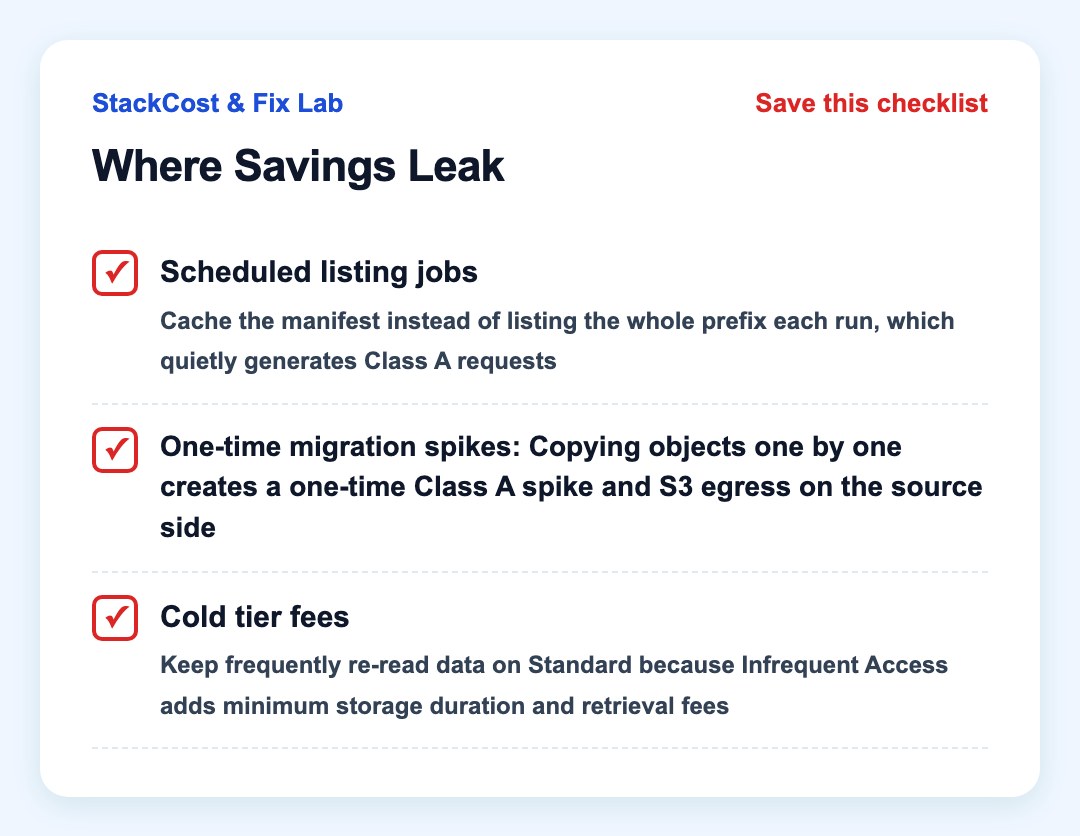 StackCost & Fix Lab
Save this checklist
Where Savings Leak
Scheduled listing jobs
Cache the manifest instead of listing the whole prefix each run, which
quietly generates Class A requests
One-time migration spikes: Copying objects one by one
creates a one-time Class A spike and S3 egress on the source
side
Cold tier fees
Keep frequently re-read data on Standard because Infrequent Access
adds minimum storage duration and retrieval fees